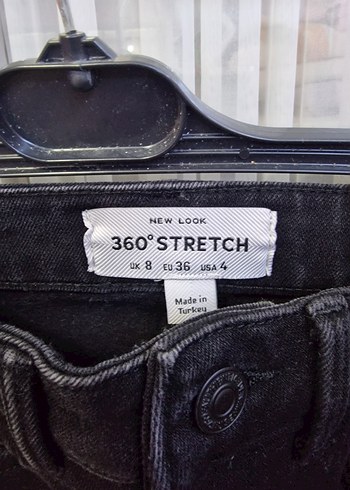 NEW LOOK
360° STRETCH
UK 8 EU 36 USA 4
Made in
Turkey